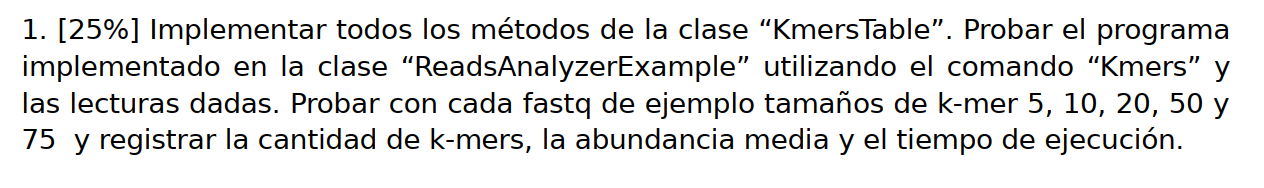 1. [25%] Implementar todos los métodos de la clase “KmersTable”. Probar el programa
implementado en la clase “ReadsAnalyzerExample” utilizando el comando “Kmers” y
las lecturas dadas. Probar con cada fastq de ejemplo tamaños de k-mer 5, 10, 20, 50 y
75  y registrar la cantidad de k-mers, la abundancia media y el tiempo de ejecución.